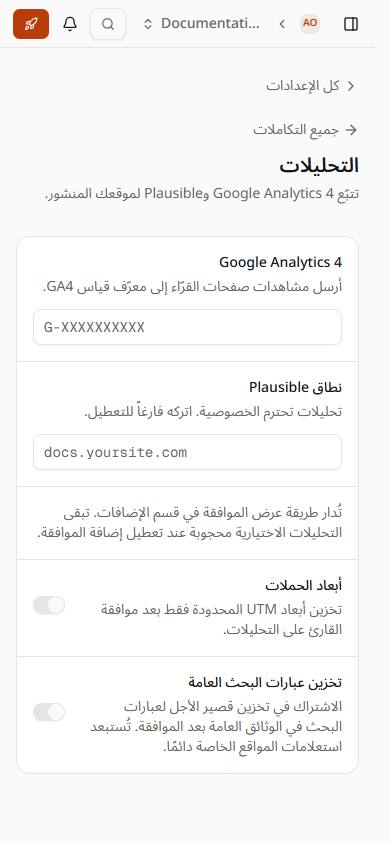 AO
Documentati...
كل الإعدادات
جميع التكاملات
التحليلات
تتبّع Google Analytics 4 وPlausible لموقعك المنشور.
Google Analytics 4
أرسل مشاهدات صفحات القرّاء إلى معرّف قياس GA4.
G-XXXXXXXXXX
نطاق Plausible
تحليلات تحترم الخصوصية. اتركه فارغاً للتعطيل.
docs.yoursite.com
تُدار طريقة عرض الموافقة في قسم الإضافات. تبقى
التحليلات الاختيارية محجوبة عند تعطيل إضافة الموافقة.
أبعاد الحملات
تخزين أبعاد UTM المحدودة فقط بعد موافقة
القارئ على التحليلات.
تخزين عبارات البحث العامة
الاشتراك في تخزين قصير الأجل لعبارات
البحث في الوثائق العامة بعد الموافقة. تُستبعد
استعلامات المواقع الخاصة دائمًا.